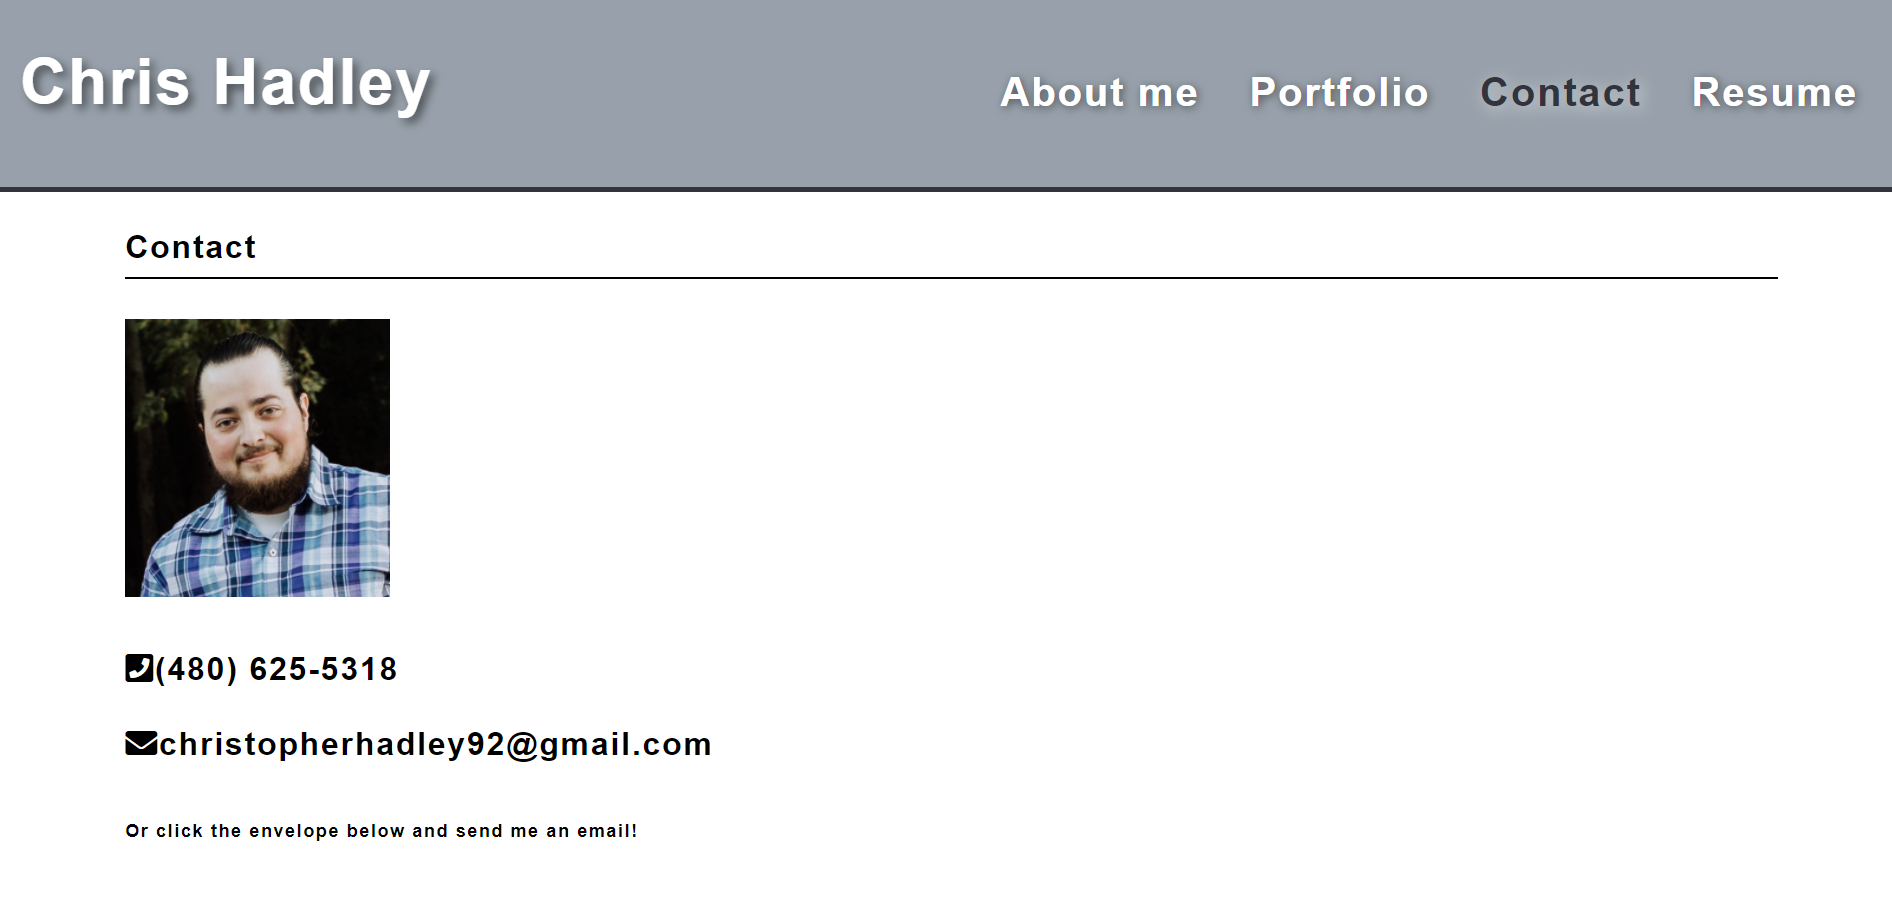 Chris Hadley
About me Portfolio Contact Resume
Contact
(480) 625-5318
christopherhadley92@gmail.com
Or click the envelope below and send me an email!